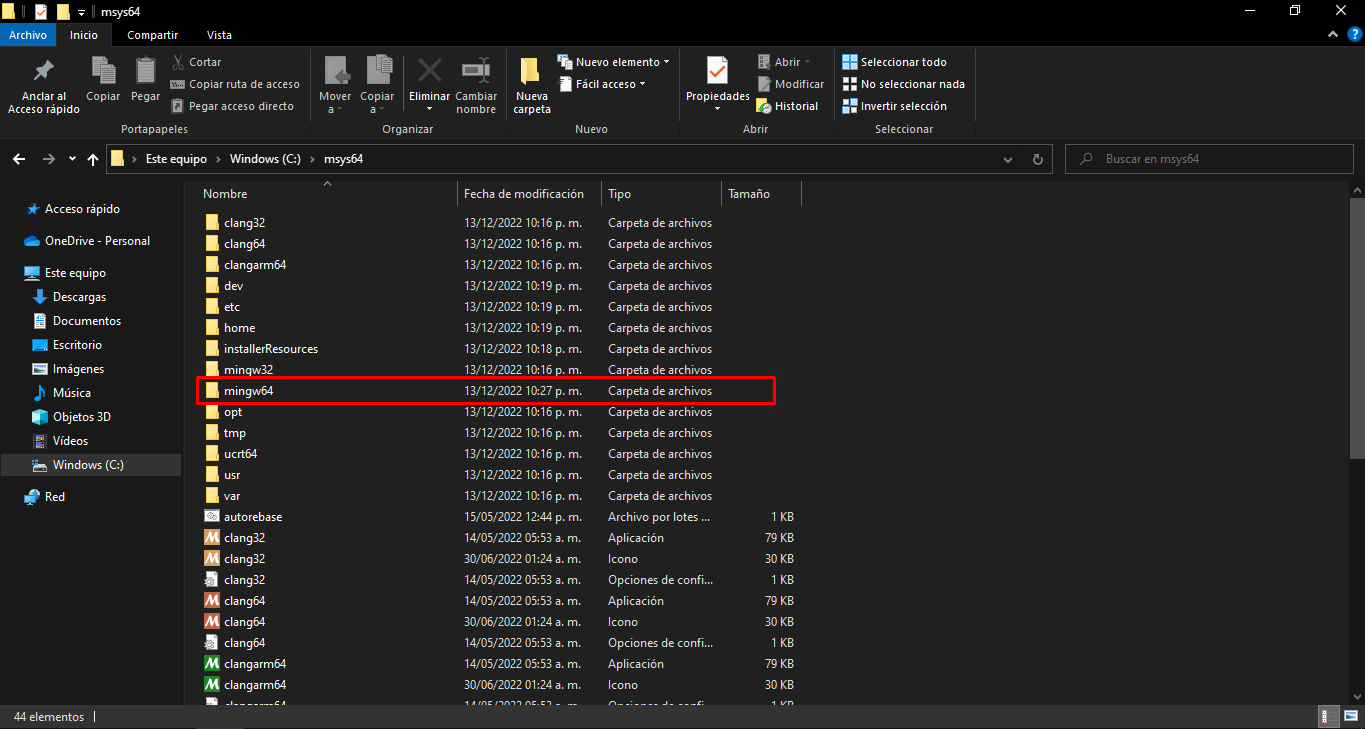 msys64
Archivo Inicio Compartir Vista
Anclar al Acceso rápido
Copiar
Pegar
Cortar
Copiar ruta de acceso
Pegar acceso directo
Portapapeles
Mover a
Copiar a
Eliminar
Cambiar nombre
Organizar
Nueva carpeta
Nuevo elemento
Fácil acceso
Nuevo
Propiedades
Abrir
Modificar
Historial
Abrir
Seleccionar todo
No seleccionar nada
Invertir selección
Seleccionar
Este equipo › Windows (C:) › msys64
Buscar en msys64
Acceso rápido
OneDrive - Personal
Este equipo
Descargas
Documentos
Escritorio
Imágenes
Música
Objetos 3D
Vídeos
Windows (C:)
Red
Nombre Fecha de modificación Tipo Tamaño
clang32 13/12/2022 10:16 p. m. Carpeta de archivos
clang64 13/12/2022 10:16 p. m. Carpeta de archivos
clangarm64 13/12/2022 10:16 p. m. Carpeta de archivos
dev 13/12/2022 10:19 p. m. Carpeta de archivos
etc 13/12/2022 10:19 p. m. Carpeta de archivos
home 13/12/2022 10:19 p. m. Carpeta de archivos
installerResources 13/12/2022 10:18 p. m. Carpeta de archivos
mingw32 13/12/2022 10:16 p. m. Carpeta de archivos
mingw64 13/12/2022 10:27 p. m. Carpeta de archivos
opt 13/12/2022 10:16 p. m. Carpeta de archivos
tmp 13/12/2022 10:16 p. m. Carpeta de archivos
ucrt64 13/12/2022 10:16 p. m. Carpeta de archivos
usr 13/12/2022 10:16 p. m. Carpeta de archivos
var 13/12/2022 10:16 p. m. Carpeta de archivos
autorebase 15/05/2022 12:44 p. m. Archivo por lotes ... 1 KB
clang32 14/05/2022 05:53 a. m. Aplicación 79 KB
clang32 30/06/2022 01:24 a. m. Icono 30 KB
clang32 14/05/2022 05:53 a. m. Opciones de confi... 1 KB
clang64 14/05/2022 05:53 a. m. Aplicación 79 KB
clang64 30/06/2022 01:24 a. m. Icono 30 KB
clang64 14/05/2022 05:53 a. m. Opciones de confi... 1 KB
clangarm64 14/05/2022 05:53 a. m. Aplicación 79 KB
clangarm64 30/06/2022 01:24 a. m. Icono 30 KB
clangarm64 14/05/2022 05:53 a. m. Opciones de confi... 1 KB
44 elementos